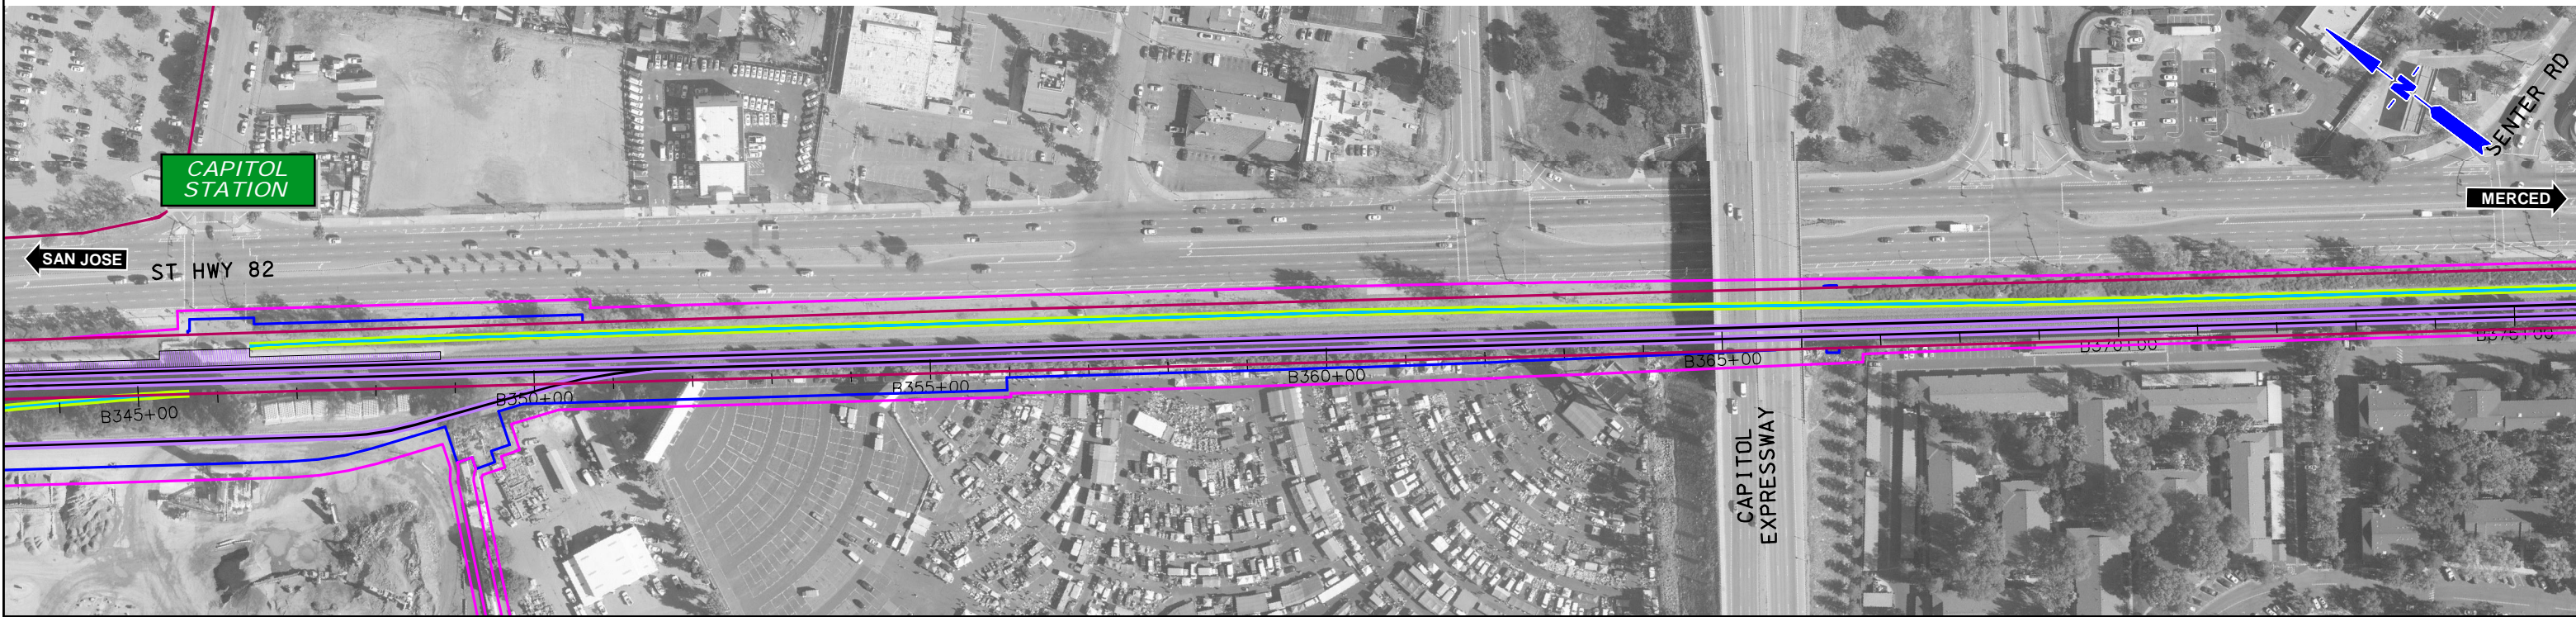 CAPITOL
STATION
SENTER RD
N
MERCED
SAN JOSE
ST HWY 82
B345+00
B350+00
B355+00
B360+00
B365+00
B370+00
B375+00
CAPITOL
EXPRESSWAY